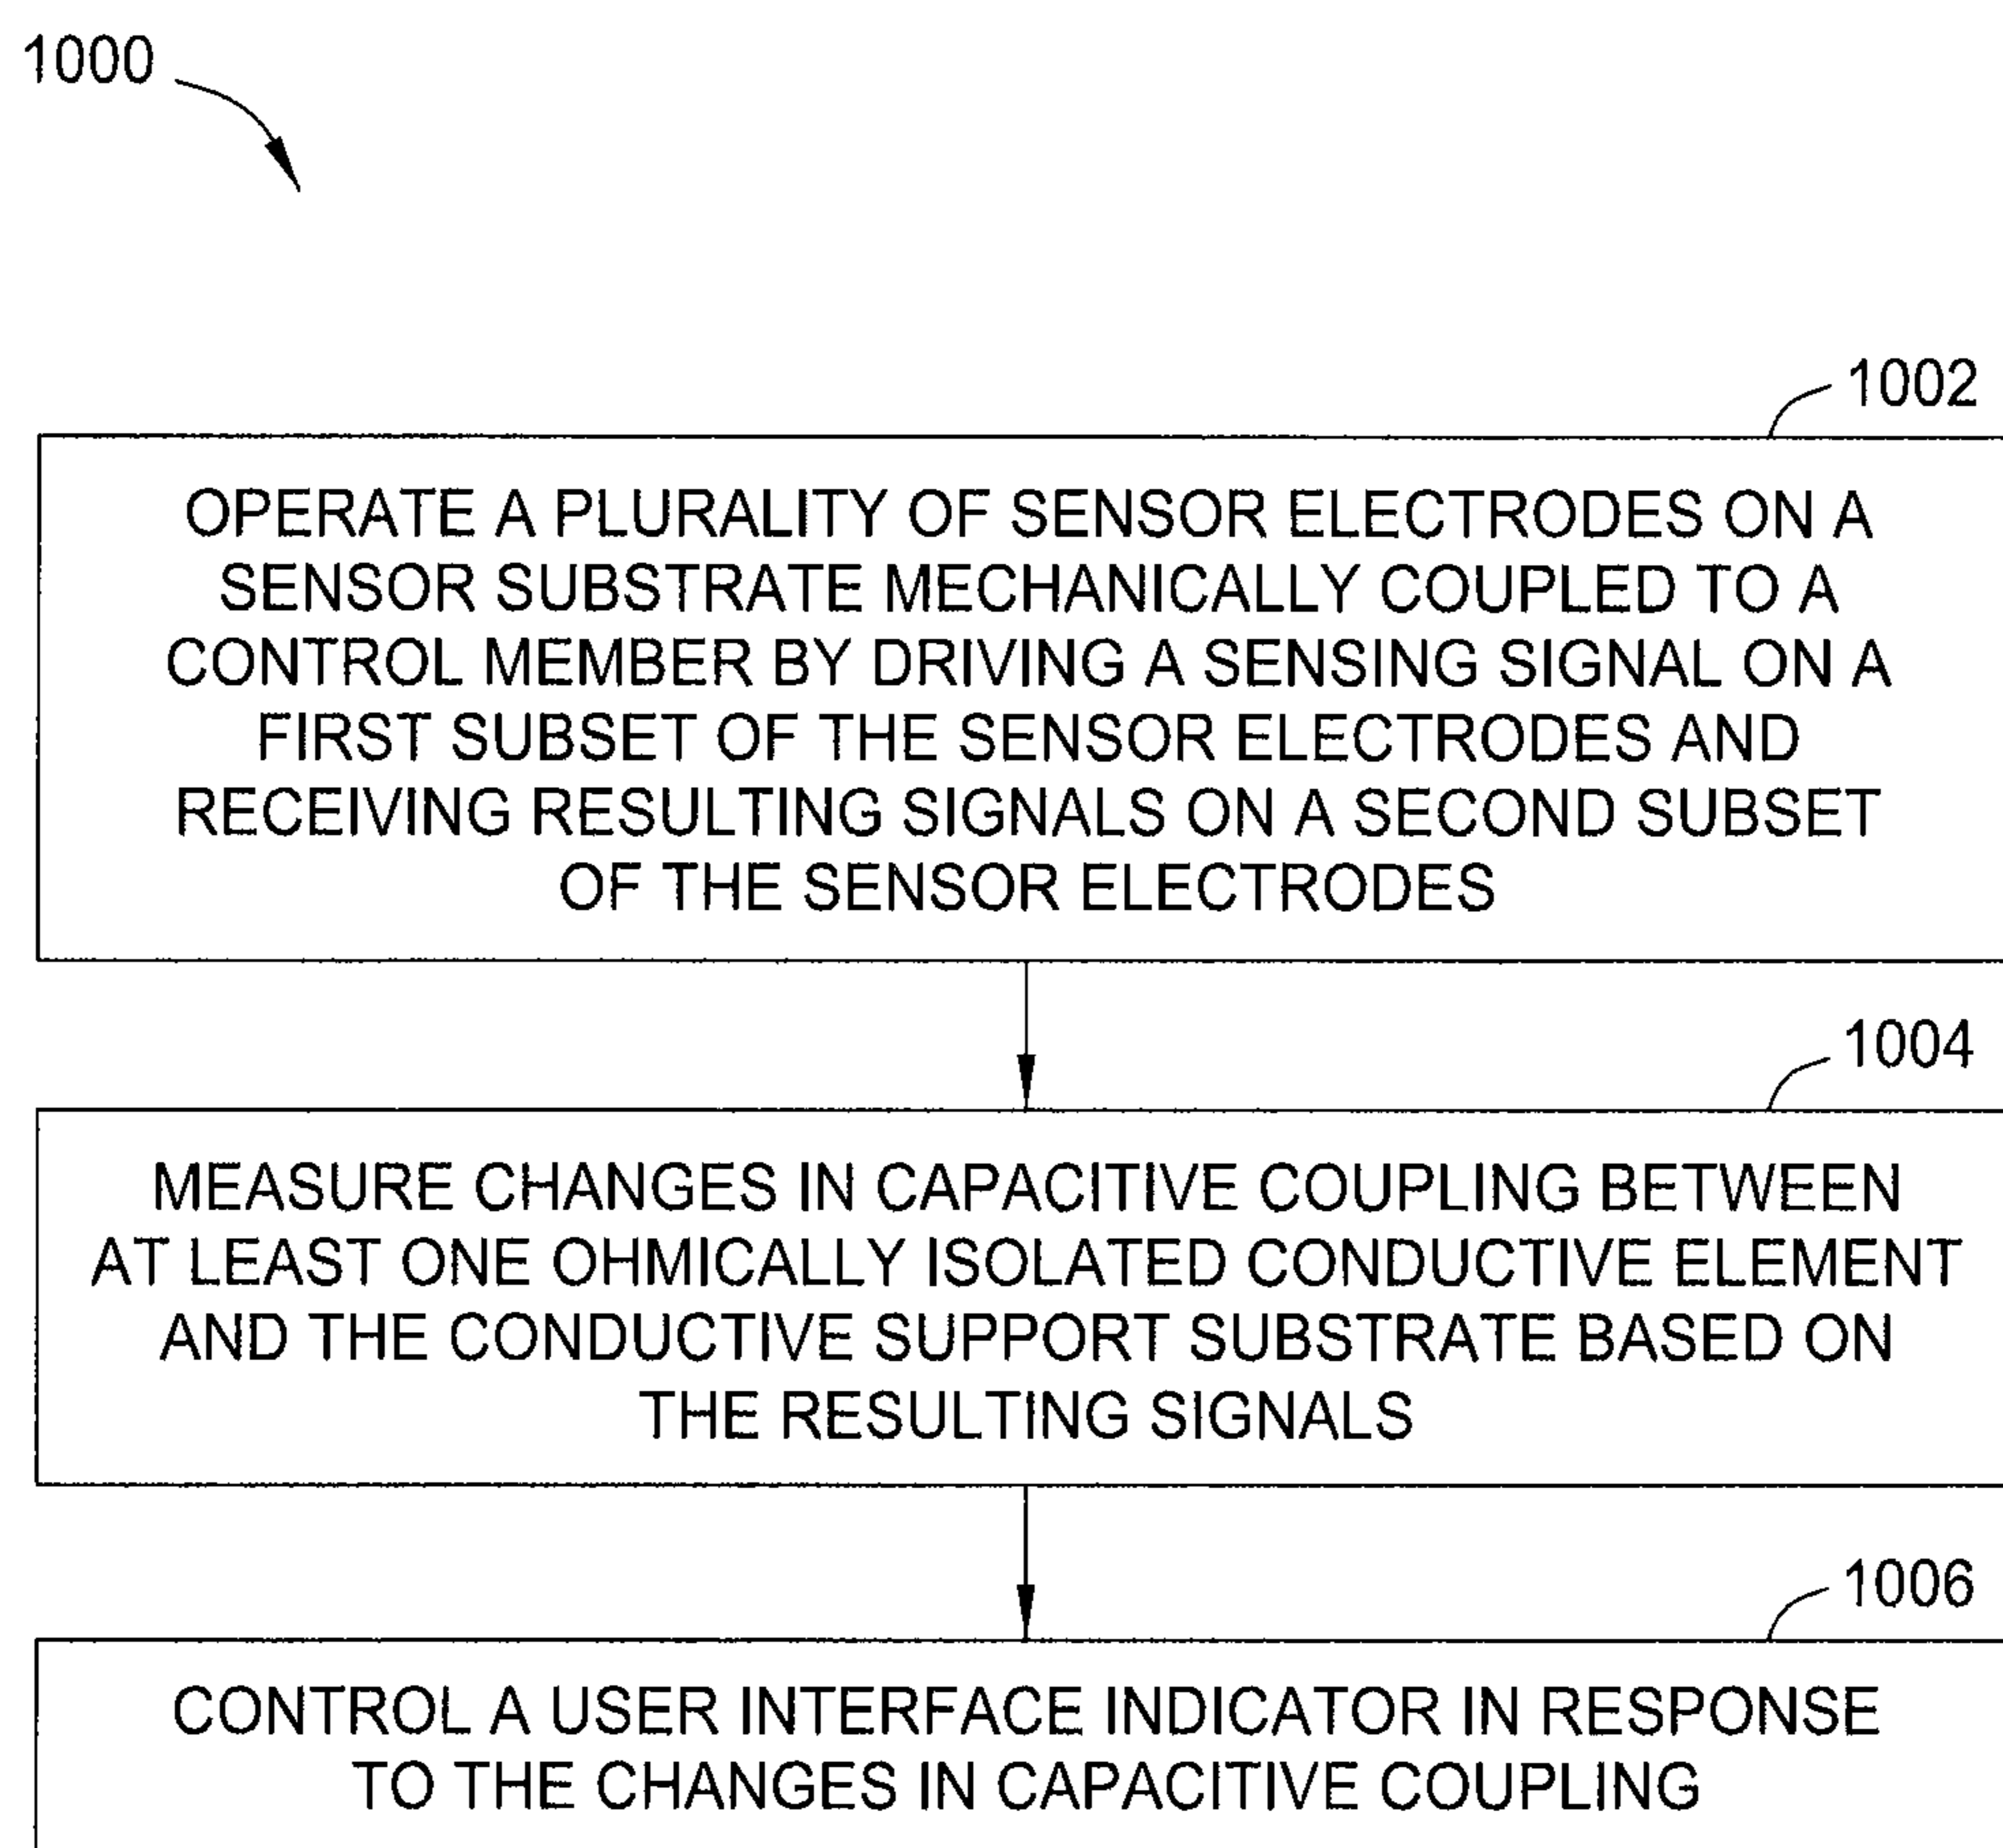 1000
1002
OPERATE A PLURALITY OF SENSOR ELECTRODES ON A
SENSOR SUBSTRATE MECHANICALLY COUPLED TO A
CONTROL MEMBER BY DRIVING A SENSING SIGNAL ON A
FIRST SUBSET OF THE SENSOR ELECTRODES AND
RECEIVING RESULTING SIGNALS ON A SECOND SUBSET
OF THE SENSOR ELECTRODES
1004
MEASURE CHANGES IN CAPACITIVE COUPLING BETWEEN
AT LEAST ONE OHMICALLY ISOLATED CONDUCTIVE ELEMENT
AND THE CONDUCTIVE SUPPORT SUBSTRATE BASED ON
THE RESULTING SIGNALS
1006
CONTROL A USER INTERFACE INDICATOR IN RESPONSE
TO THE CHANGES IN CAPACITIVE COUPLING